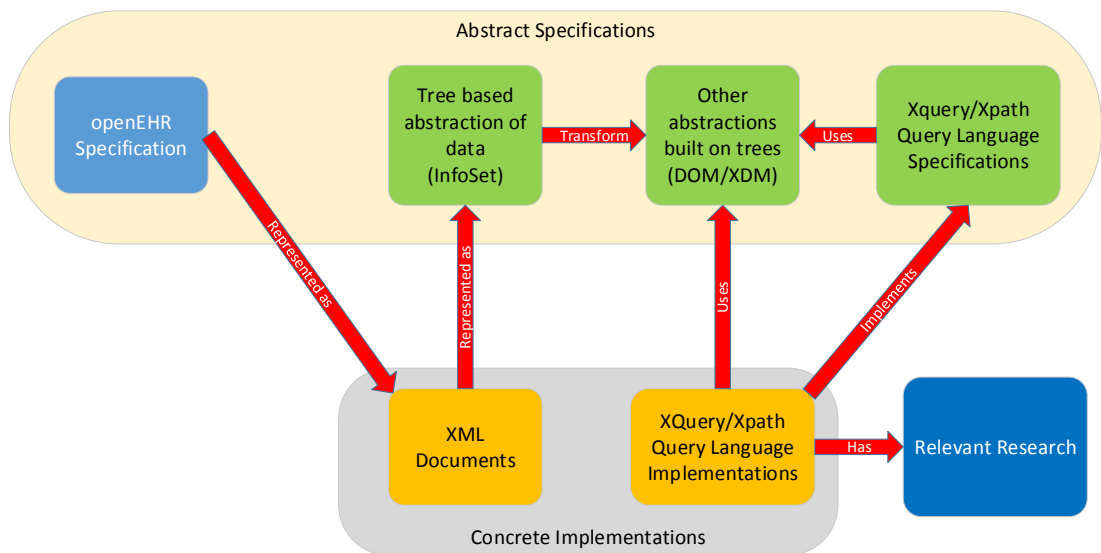 Abstract Specifications
openEHR
Specification
Tree based
abstraction of
data
(InfoSet)
Transform
Other
abstractions
built on trees
(DOM/XDM)
Uses
Xquery/Xpath
Query Language
Specifications
Represented as
Represented as
Uses
Implements
XML
Documents
XQuery/Xpath
Query Language
Implementations
Has
Relevant Research
Concrete Implementations